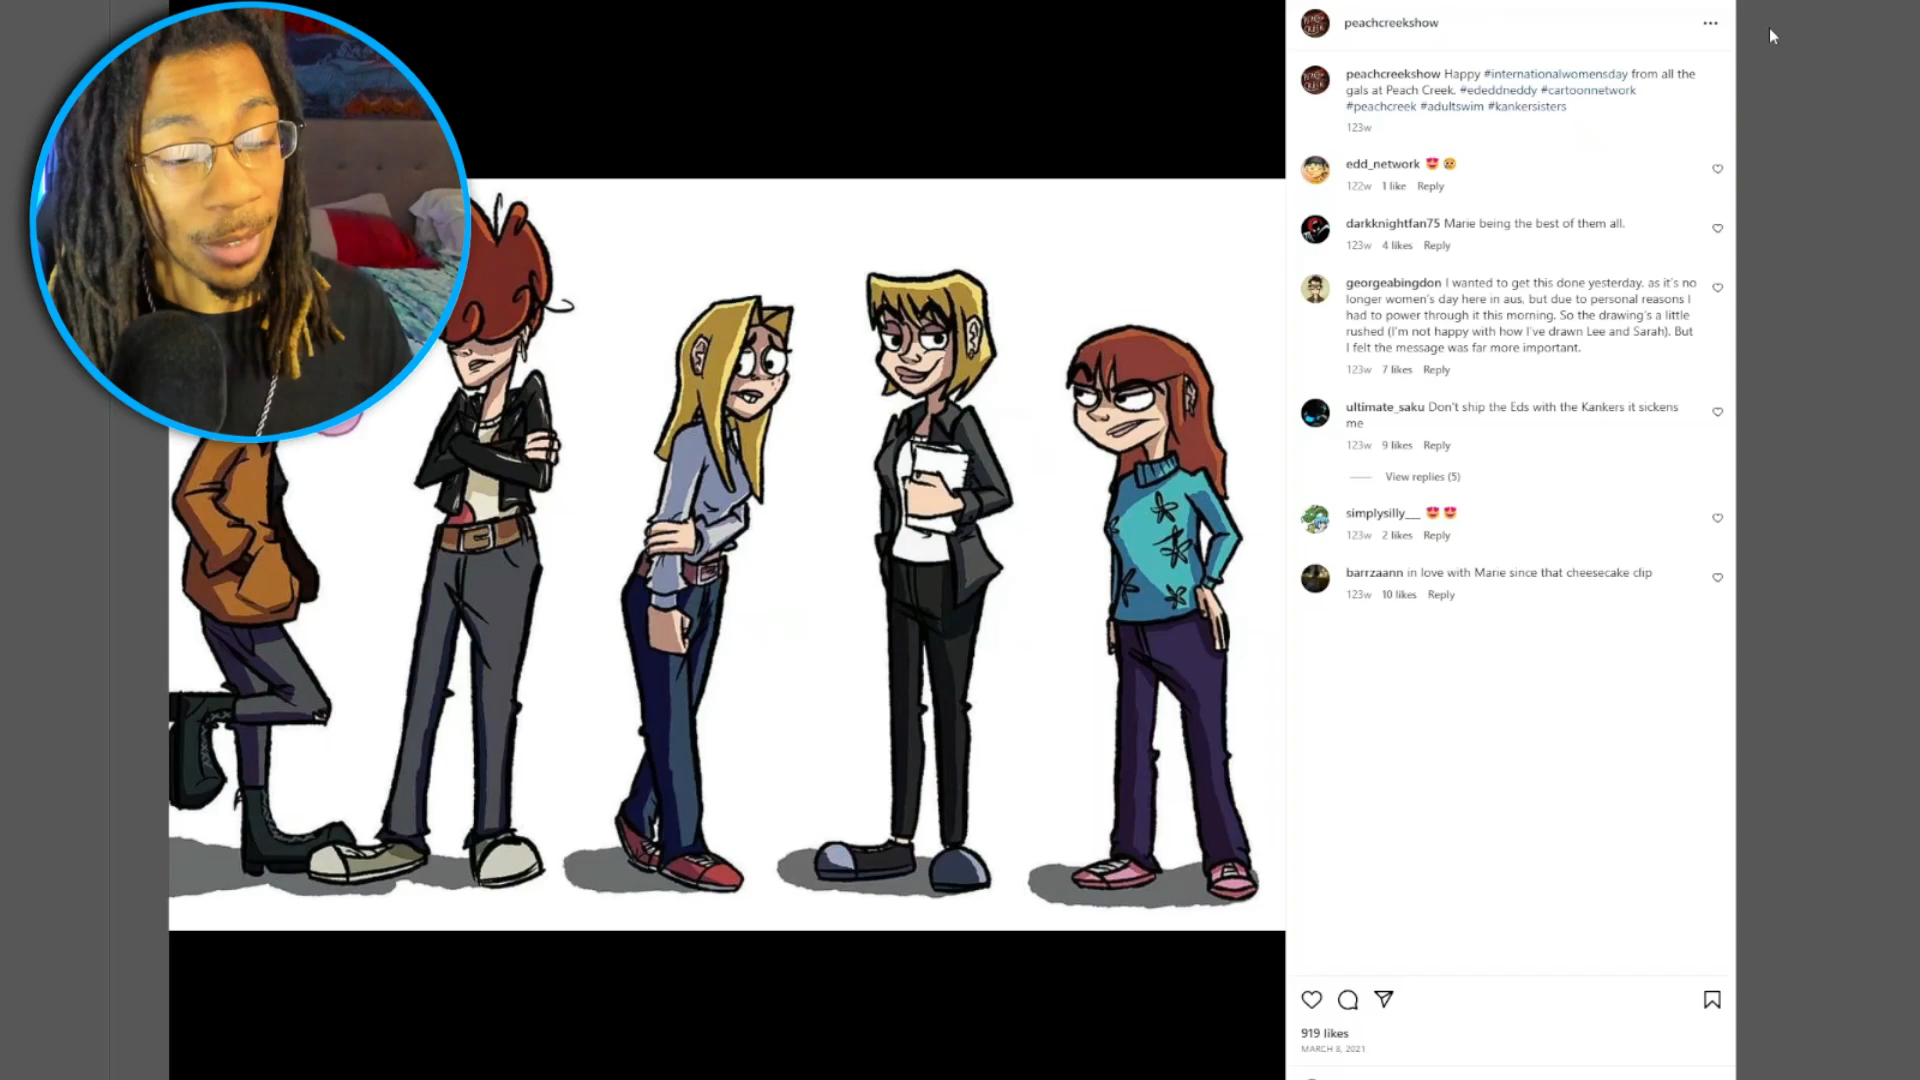 peachcreekshow
peachcreekshow Happy #internationalwomensday from all the
gals at Peach Creek. #ededdneddy #cartoonnetwork
#peachcreek #adultswim #kankersisters
123w
edd_network 😍 🥲
122w 1 like Reply
darkknightfan75 Marie being the best of them all.
123w 4 likes Reply
georgeabingdon I wanted to get this done yesterday. as it's no
longer women's day here in aus, but due to personal reasons I
had to power through it this morning. So the drawing's a little
rushed (I'm not happy with how I've drawn Lee and Sarah). But
I felt the message was far more important.
123w 7 likes Reply
ultimate_saku Don't ship the Eds with the Kankers it sickens
me
123w 9 likes Reply
View replies (5)
simplysilly___ 😍 😍
123w 2 likes Reply
barrzaann in love with Marie since that cheesecake clip
123w 10 likes Reply
919 likes
MARCH 8, 2021